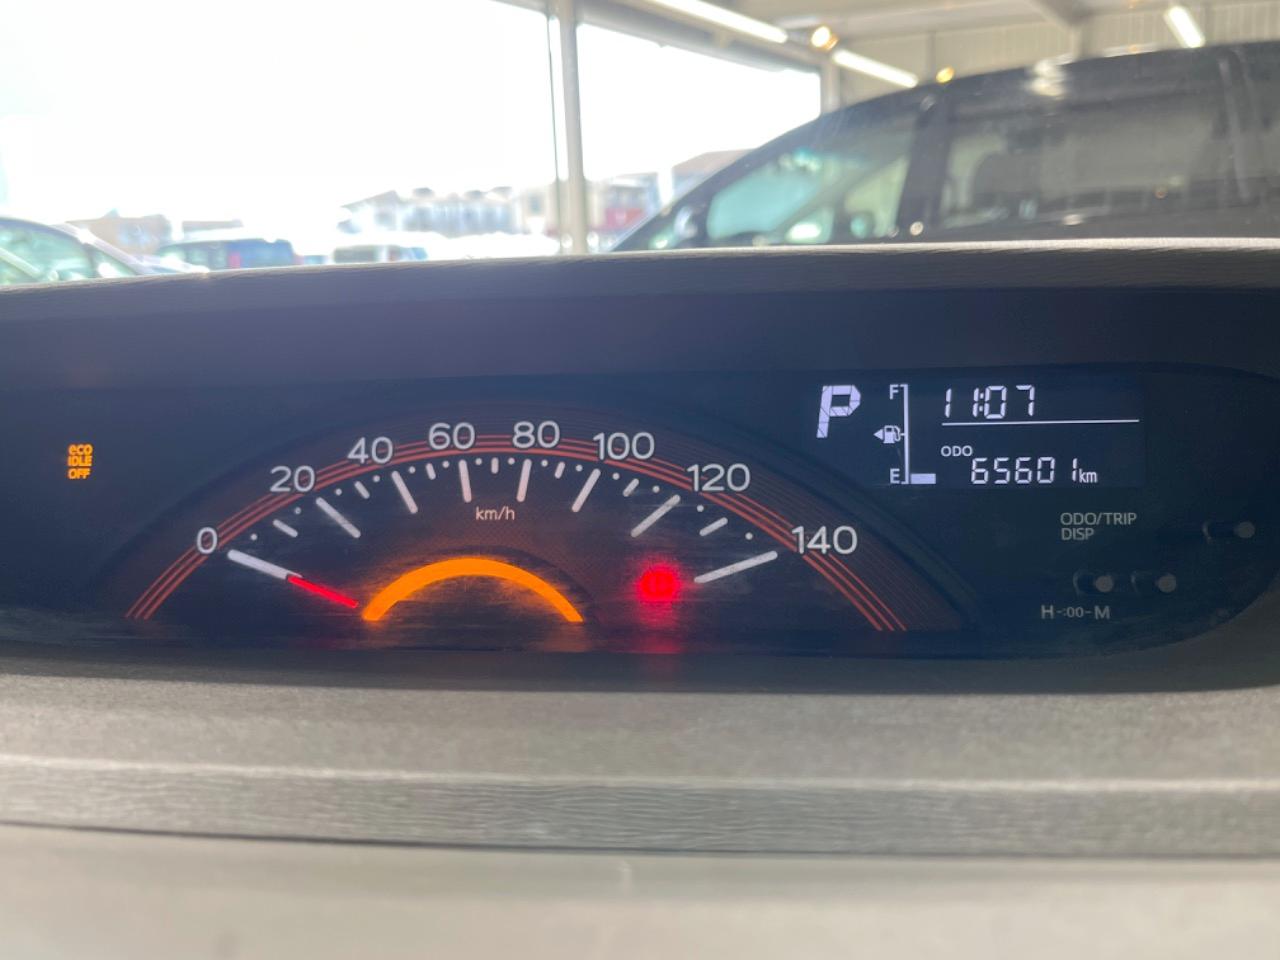 eco
IDLE
OFF
0
20
40
60
80
100
120
140
km/h
P
F
E
11:07
ODO
65601km
ODO/TRIP
DISP
H-:00-M